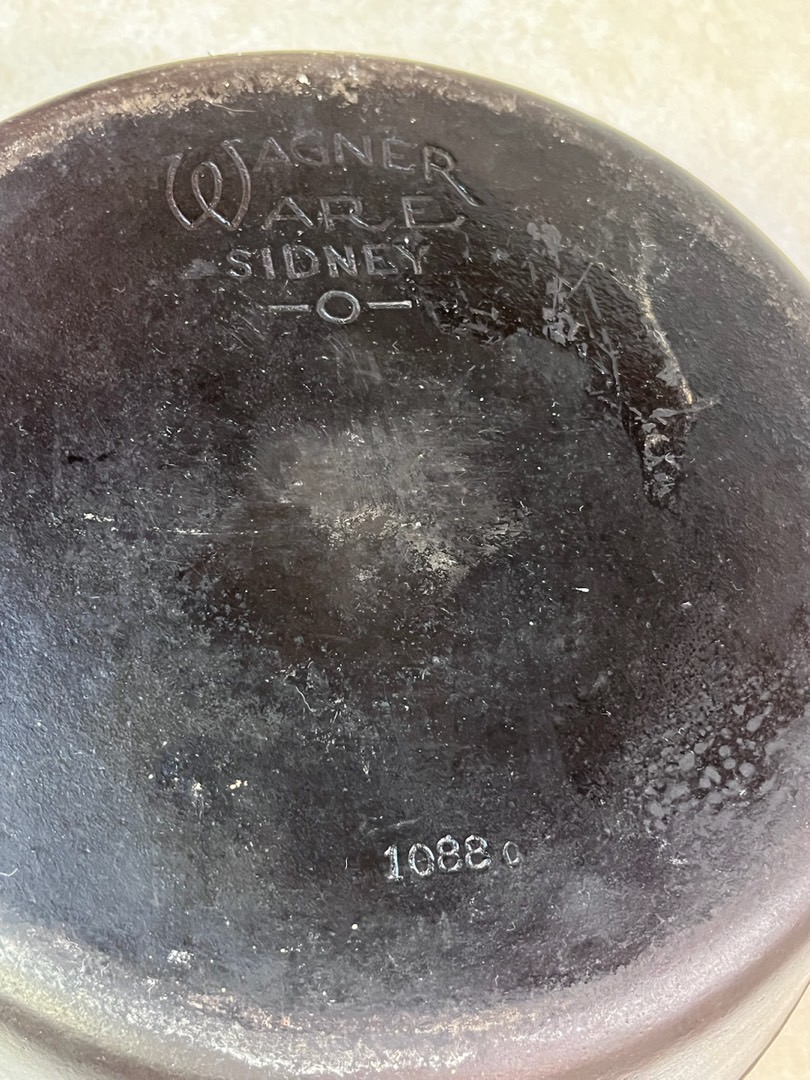 WAGNER
WARE
SIDNEY
-O-
1088 C